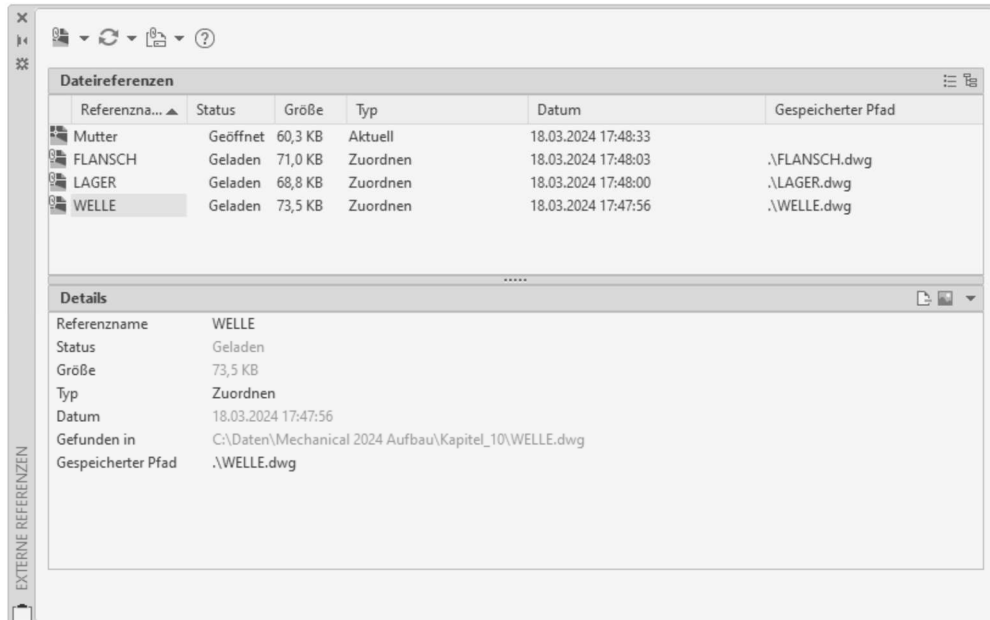 Dateireferenzen
Referenzna... Status Größe Typ Datum Gespeicherter Pfad
Mutter Geöffnet 60,3 KB Aktuell 18.03.2024 17:48:33
FLANSCH Geladen 71,0 KB Zuordnen 18.03.2024 17:48:03 .\FLANSCH.dwg
LAGER Geladen 68,8 KB Zuordnen 18.03.2024 17:48:00 .\LAGER.dwg
WELLE Geladen 73,5 KB Zuordnen 18.03.2024 17:47:56 .\WELLE.dwg
Details
Referenzname WELLE
Status Geladen
Größe 73,5 KB
Typ Zuordnen
Datum 18.03.2024 17:47:56
Gefunden in C:\Daten\Mechanical 2024 Aufbau\Kapitel_10\WELLE.dwg
Gespeicherter Pfad .\WELLE.dwg
EXTERNE REFERENZEN